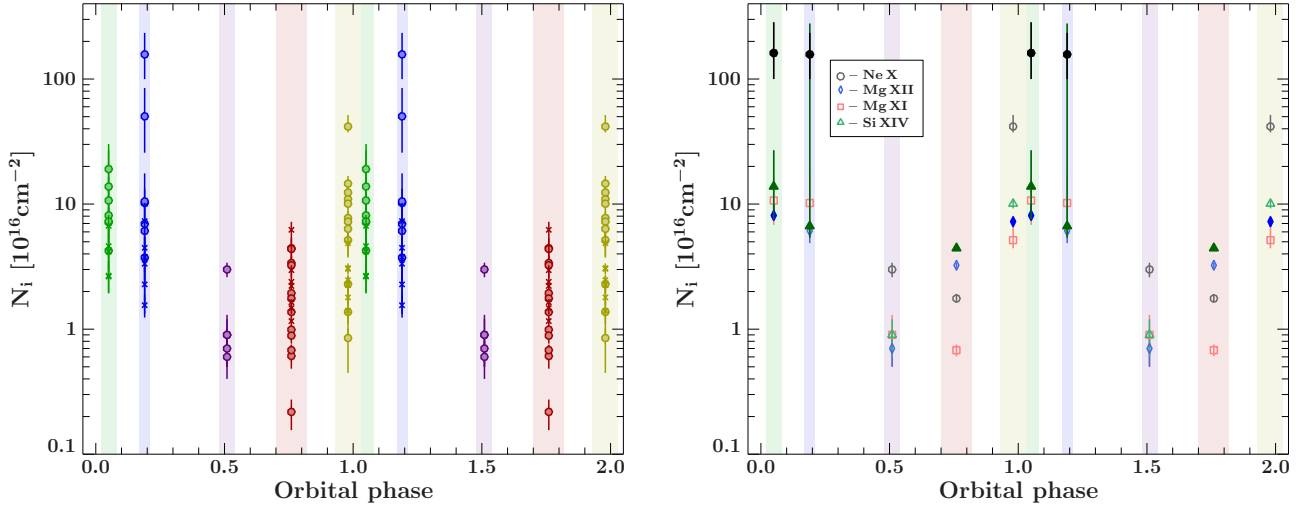 100
10
1
0.1
N_i [10^16 cm^-2]
0.0 0.5 1.0 1.5 2.0
Orbital phase
100
10
1
0.1
N_i [10^16 cm^-2]
– Ne X
– Mg XII
– Mg XI
– Si XIV
0.0 0.5 1.0 1.5 2.0
Orbital phase